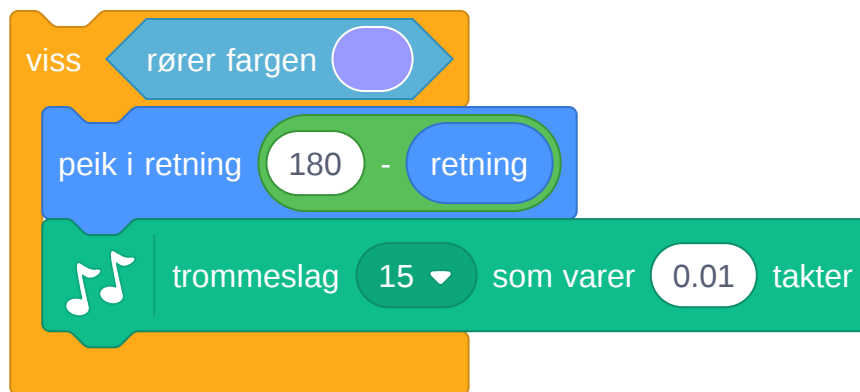 viss rører fargen
peik i retning 180 - retning
trommeslag 15 som varer 0.01 takter